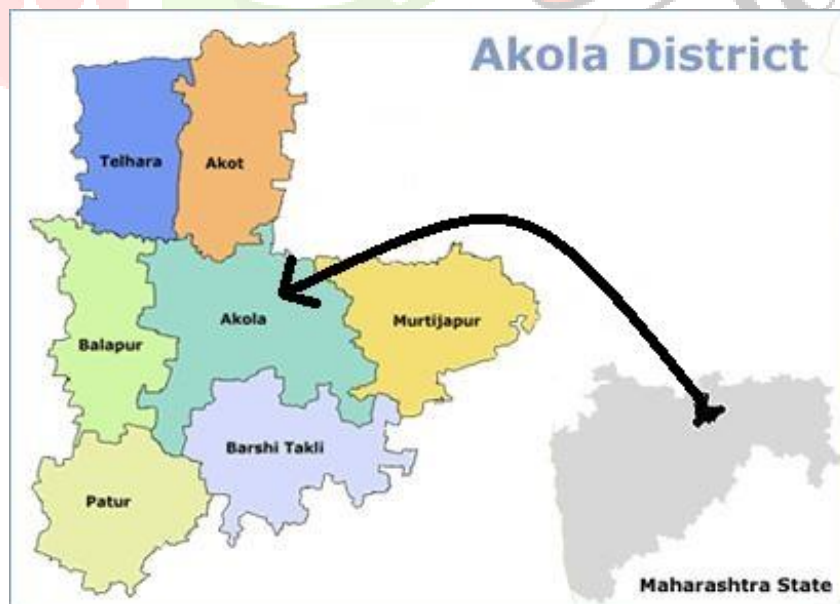 Akola District
Telhara
Akot
Akola
Murtijapur
Balapur
Barshi Takli
Patur
Maharashtra State